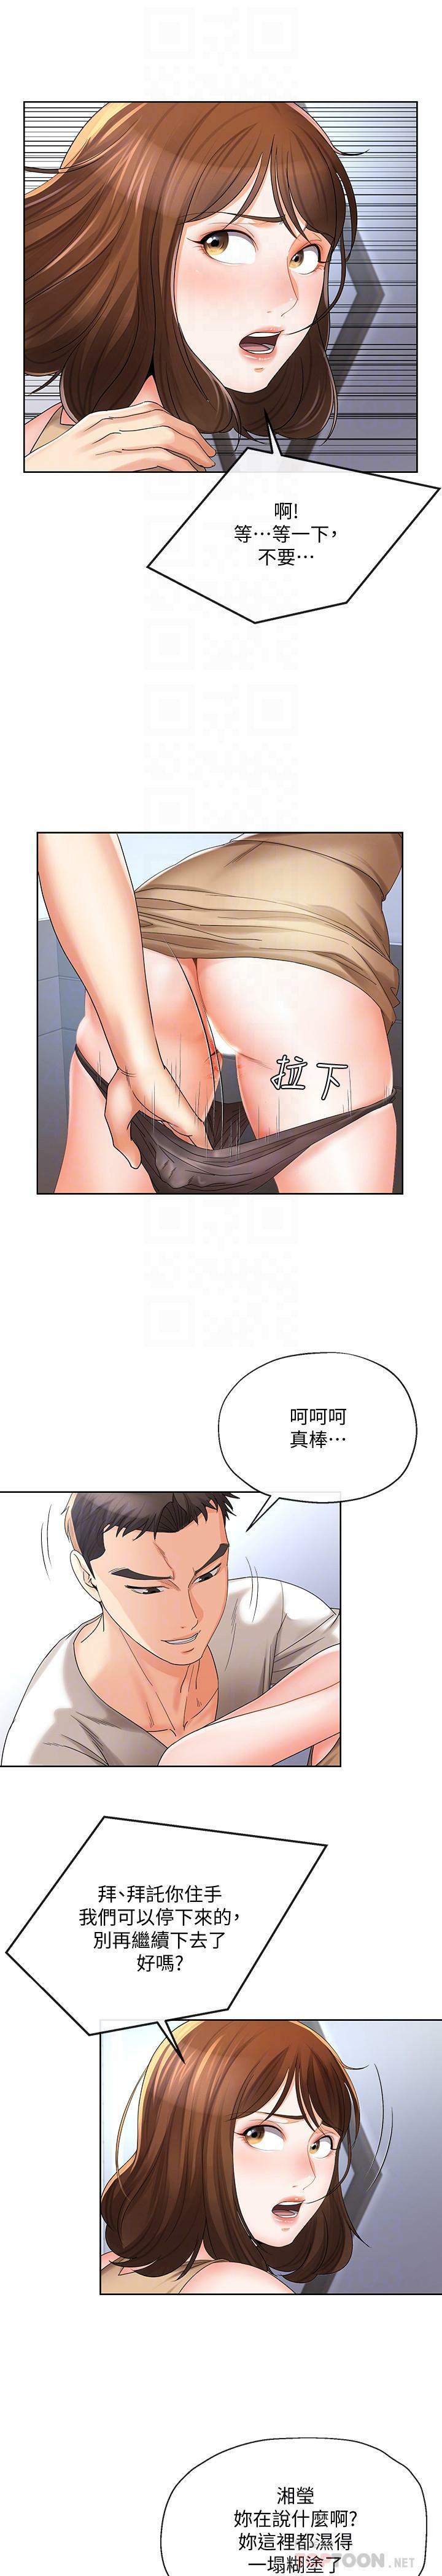 啊!
等⋯等一下,
不要⋯
拉下
呵呵呵
真棒⋯
拜、拜託你住手
我們可以停下來的,
別再繼續下去了
好嗎?
湘瑩
妳在說什麼啊?
妳這裡都濕得
一塌糊塗了